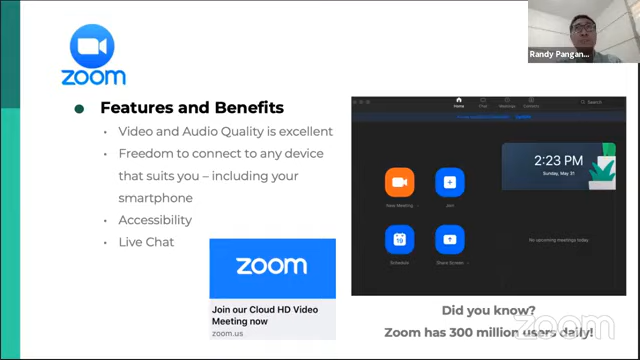 zoom
Randy Pangan...
Features and Benefits
Video and Audio Quality is excellent
Freedom to connect to any device
that suits you – including your
smartphone
Accessibility
Live Chat
zoom
Join our Cloud HD Video
Meeting now
zoom.us
Home
Chat
Meetings
Contacts
Search
Update
2:23 PM
Sunday, May 31
New Meeting
Join
19
Schedule
Share Screen
No upcoming meetings today
Did you know?
Zoom has 300 million users daily!
zoom